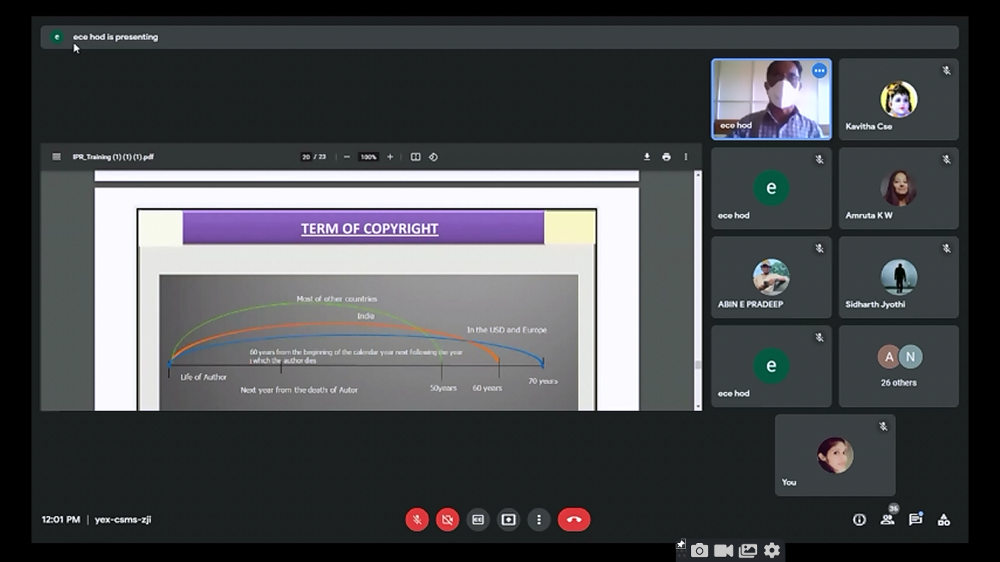 e ece hod is presenting
IPR_Training (1) (1) (1).pdf 20 / 23 100%
TERM OF COPYRIGHT
Most of other countries
India
In the USD and Europe
60 years from the beginning of the calendar year next following the year
which the author dies
Life of Author
Next year from the death of Autor
50years
60 years
70 years
ece hod
Kavitha Cse
e
ece hod
Amruta K W
ABIN E PRADEEP
Sidharth Jyothi
e
ece hod
A N
26 others
You
12:01 PM | yex-csms-zji
CC
35